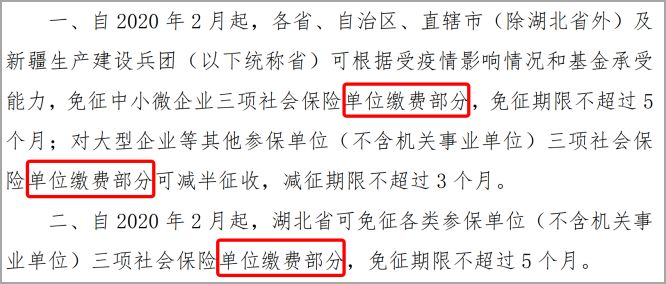 一、自 2020 年 2 月起，各省、自治区、直辖市（除湖北省外）及
新疆生产建设兵团（以下统称省）可根据受疫情影响情况和基金承受
能力，免征中小微企业三项社会保险单位缴费部分，免征期限不超过 5
个月；对大型企业等其他参保单位（不含机关事业单位）三项社会保
险单位缴费部分可减半征收，减征期限不超过 3 个月。
二、自 2020 年 2 月起，湖北省可免征各类参保单位（不含机关事
业单位）三项社会保险单位缴费部分，免征期限不超过 5 个月。